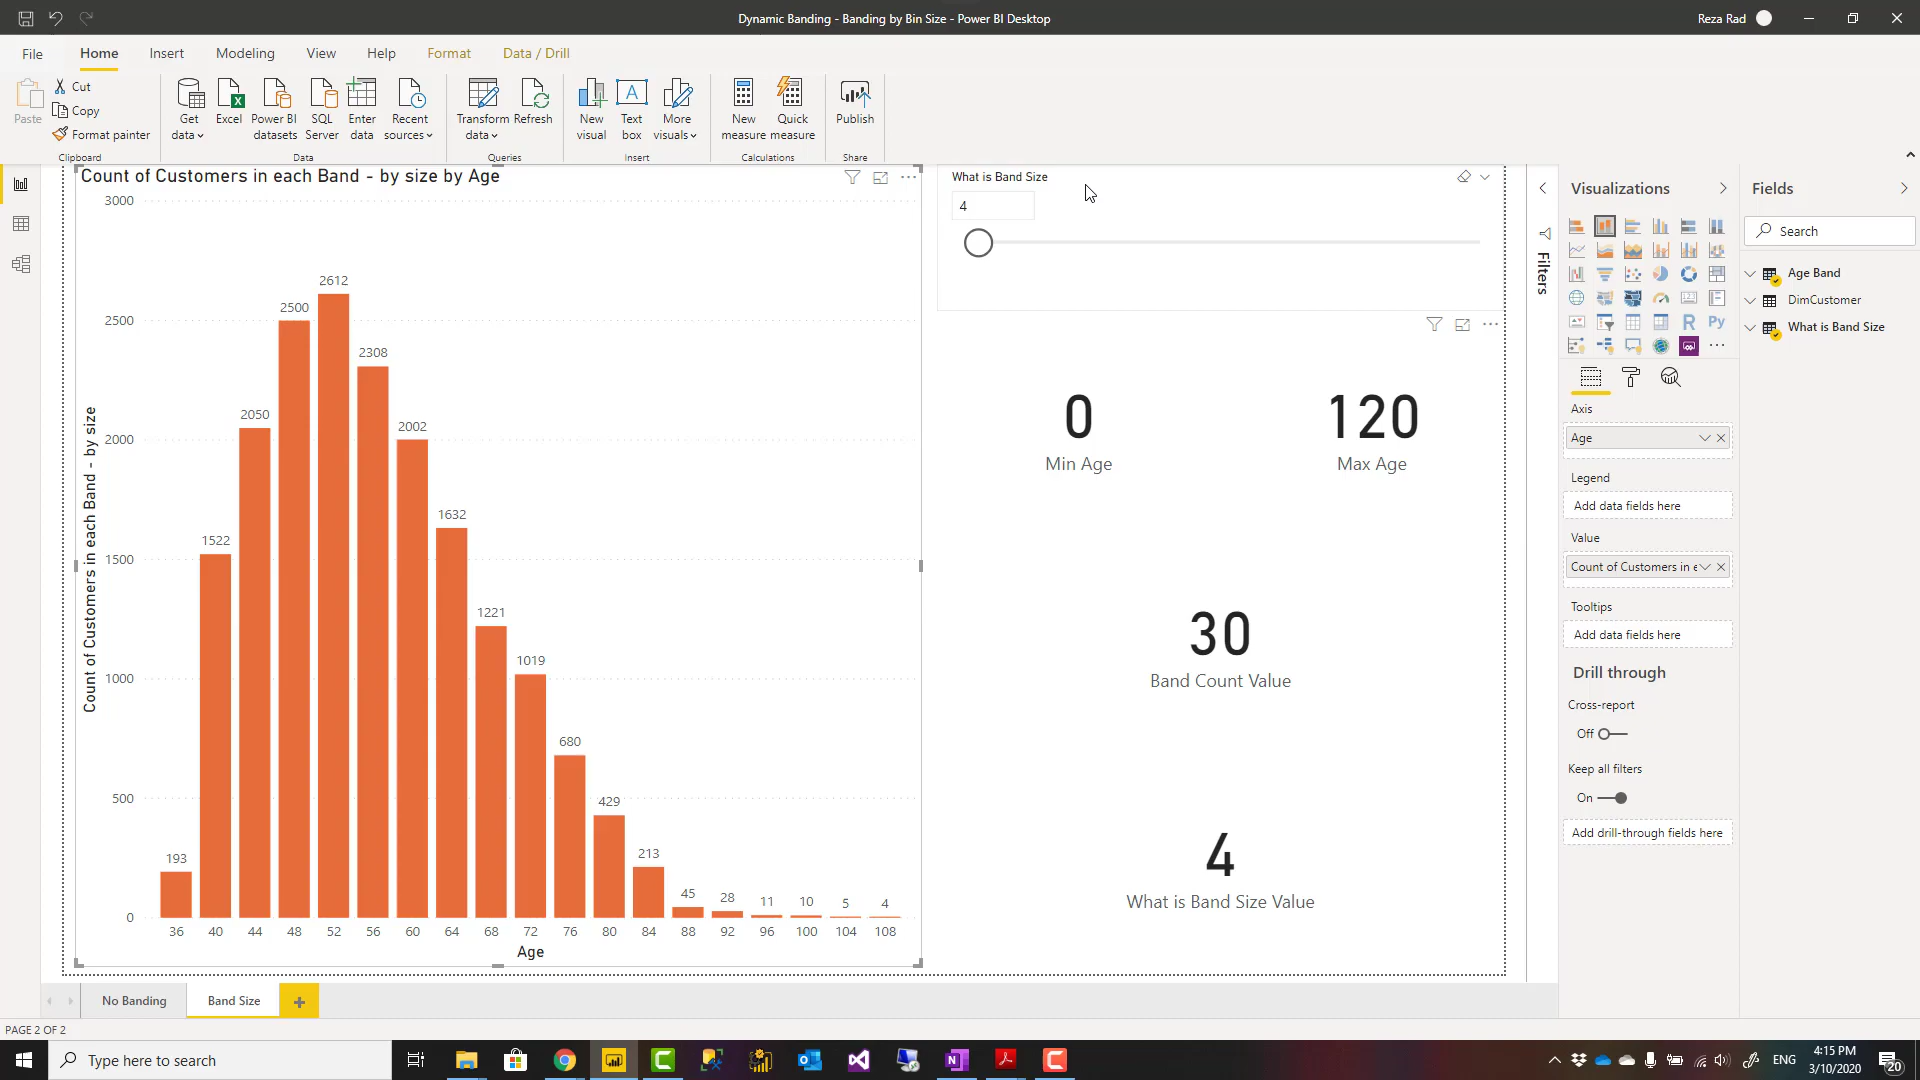 Dynamic Banding - Banding by Bin Size - Power BI Desktop
Reza Rad
File
Home
Insert
Modeling
View
Help
Format
Data / Drill
Paste
Cut
Copy
Format painter
Clipboard
Get data
Excel
Power BI datasets
SQL Server
Enter data
Recent sources
Data
Transform data
Refresh
Queries
New visual
Text box
More visuals
Insert
New measure
Quick measure
Calculations
Publish
Share
Count of Customers in each Band - by size by Age
Count of Customers in each Band - by size
3000
2500
2000
1500
1000
500
0
193
1522
2050
2500
2612
2308
2002
1632
1221
1019
680
429
213
45
28
11
10
5
4
36 40 44 48 52 56 60 64 68 72 76 80 84 88 92 96 100 104 108
Age
What is Band Size
4
0
Min Age
120
Max Age
30
Band Count Value
4
What is Band Size Value
Filters
Visualizations
R
Py
Axis
Age
Legend
Add data fields here
Value
Count of Customers in e
Tooltips
Add data fields here
Drill through
Cross-report
Off
Keep all filters
On
Add drill-through fields here
Fields
Search
Age Band
DimCustomer
What is Band Size
No Banding
Band Size
PAGE 2 OF 2
Type here to search
ENG
4:15 PM
3/10/2020
20